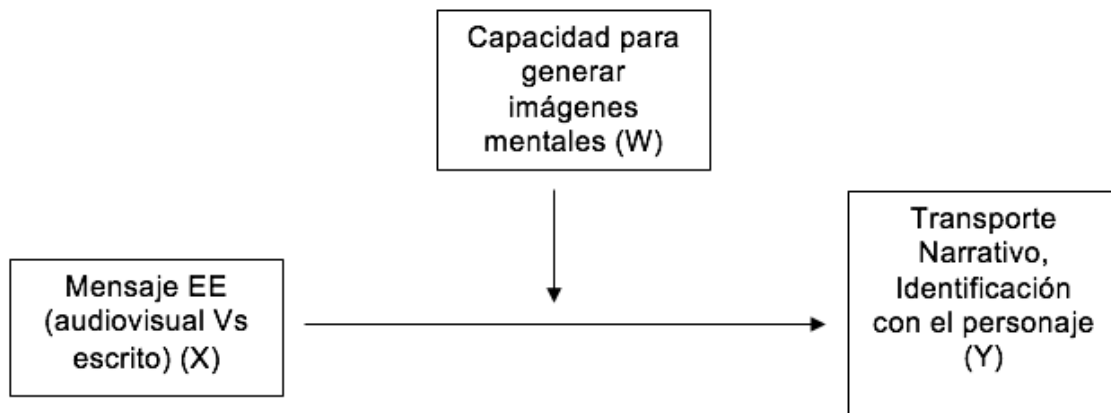 Capacidad para
generar
imágenes
mentales (W)
Transporte
Narrativo,
Identificación
con el personaje
(Y)
Mensaje EE
(audiovisual Vs
escrito) (X)